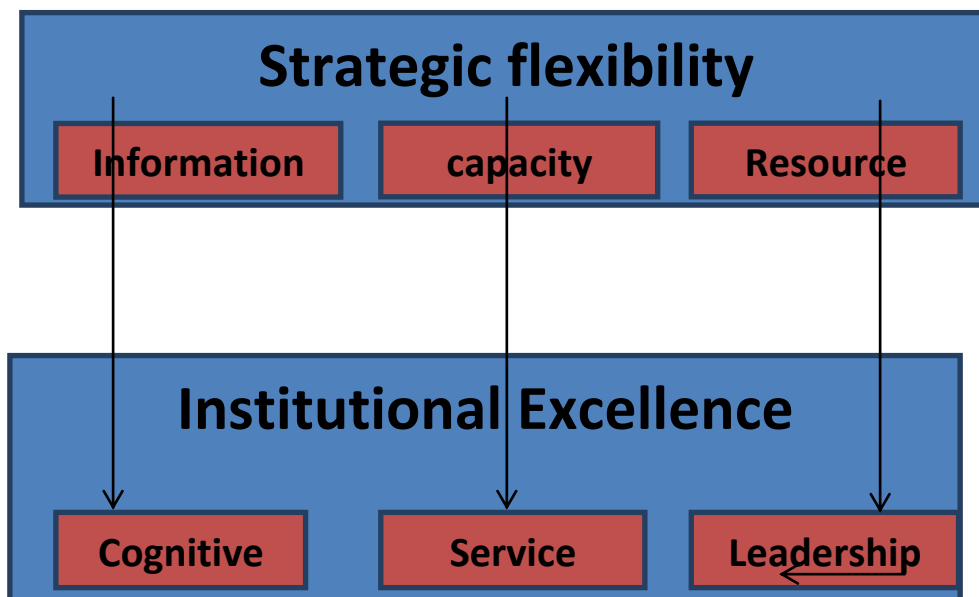 Strategic flexibility
Information
capacity
Resource
Institutional Excellence
Cognitive
Service
Leadership